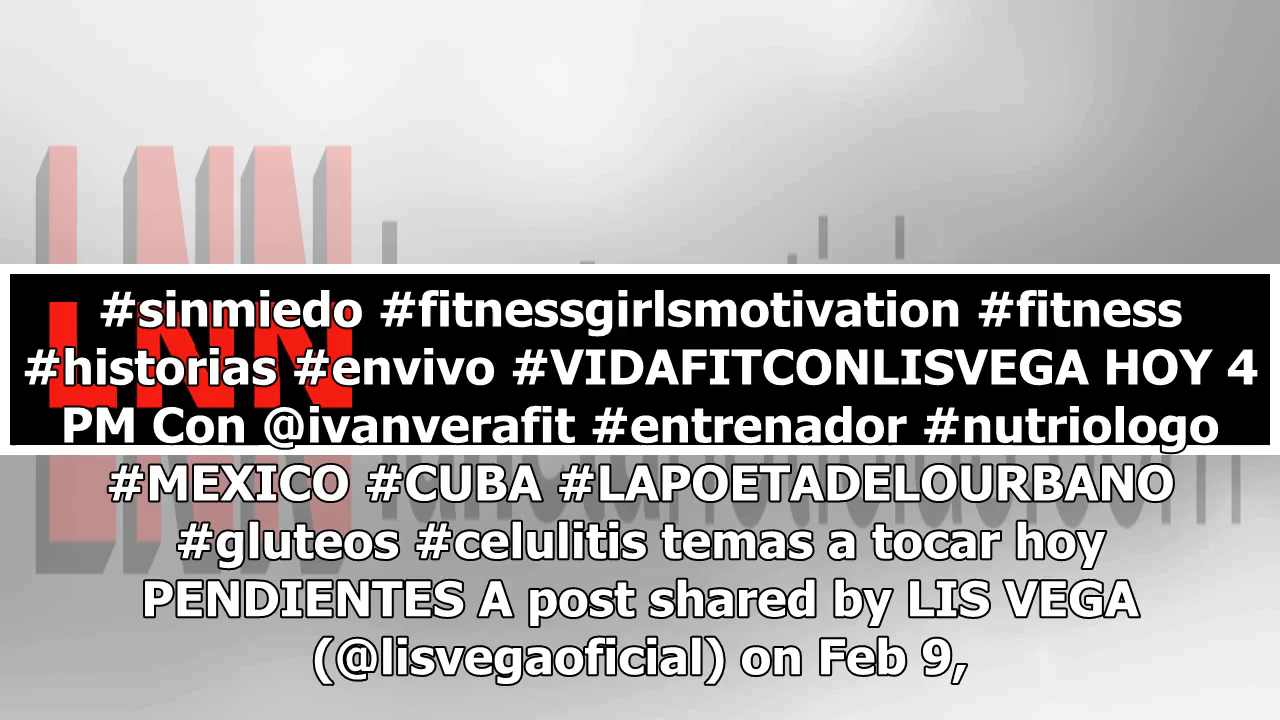 LNN
#sinmiedo #fitnessgirlsmotivation #fitness
#historias #envivo #VIDAFITCONLISVEGA HOY 4
PM Con @ivanverafit #entrenador #nutriologo
#MEXICO #CUBA #LAPOETADELOURBANO
#gluteos #celulitis temas a tocar hoy
PENDIENTES A post shared by LIS VEGA
(@lisvegaoficial) on Feb 9,